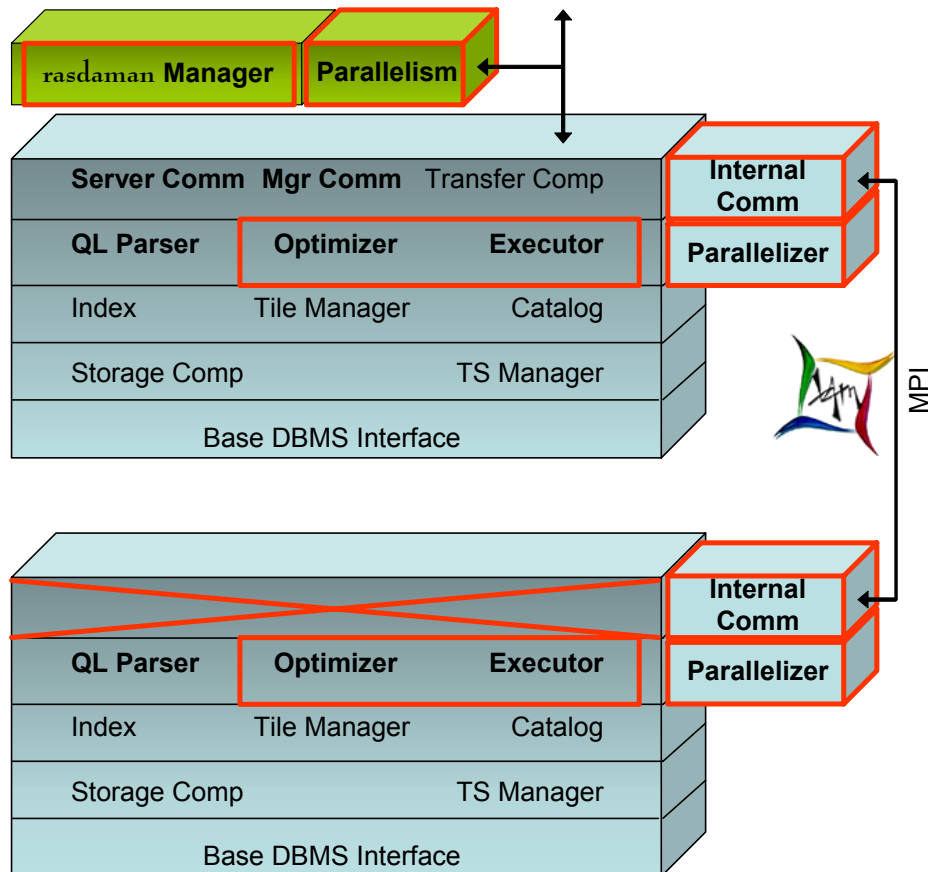 rasdaman Manager Parallelism
Server Comm Mgr Comm Transfer Comp
Internal Comm
QL Parser Optimizer Executor
Parallelizer
Index Tile Manager Catalog
Storage Comp TS Manager
Base DBMS Interface
LAM
MPI
Internal Comm
QL Parser Optimizer Executor
Parallelizer
Index Tile Manager Catalog
Storage Comp TS Manager
Base DBMS Interface